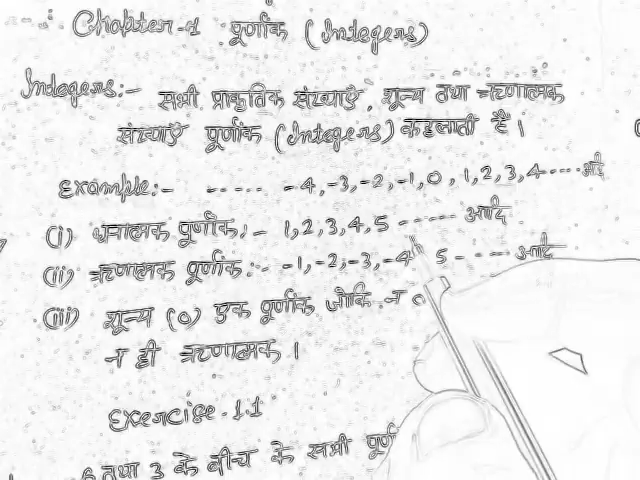 Chapter-1 पूर्णांक (Integers)
Integers:- सभी प्राकृतिक संख्याएँ, शून्य तथा ऋणात्मक
संख्याएँ पूर्णांक (Integers) कहलाती हैं।
Example:- ...... -4,-3,-2,-1,0,1,2,3,4.... आदि
(i) धनात्मक पूर्णांक:- 1,2,3,4,5 ...... आदि
(ii) ऋणात्मक पूर्णांक:- -1,-2,-3,-4 5 - .... आदि
(iii) शून्य (0) एक पूर्णांक जोकि न
न ही ऋणात्मक।
Exercise 1.1
तथा 3 के बीच के सभी